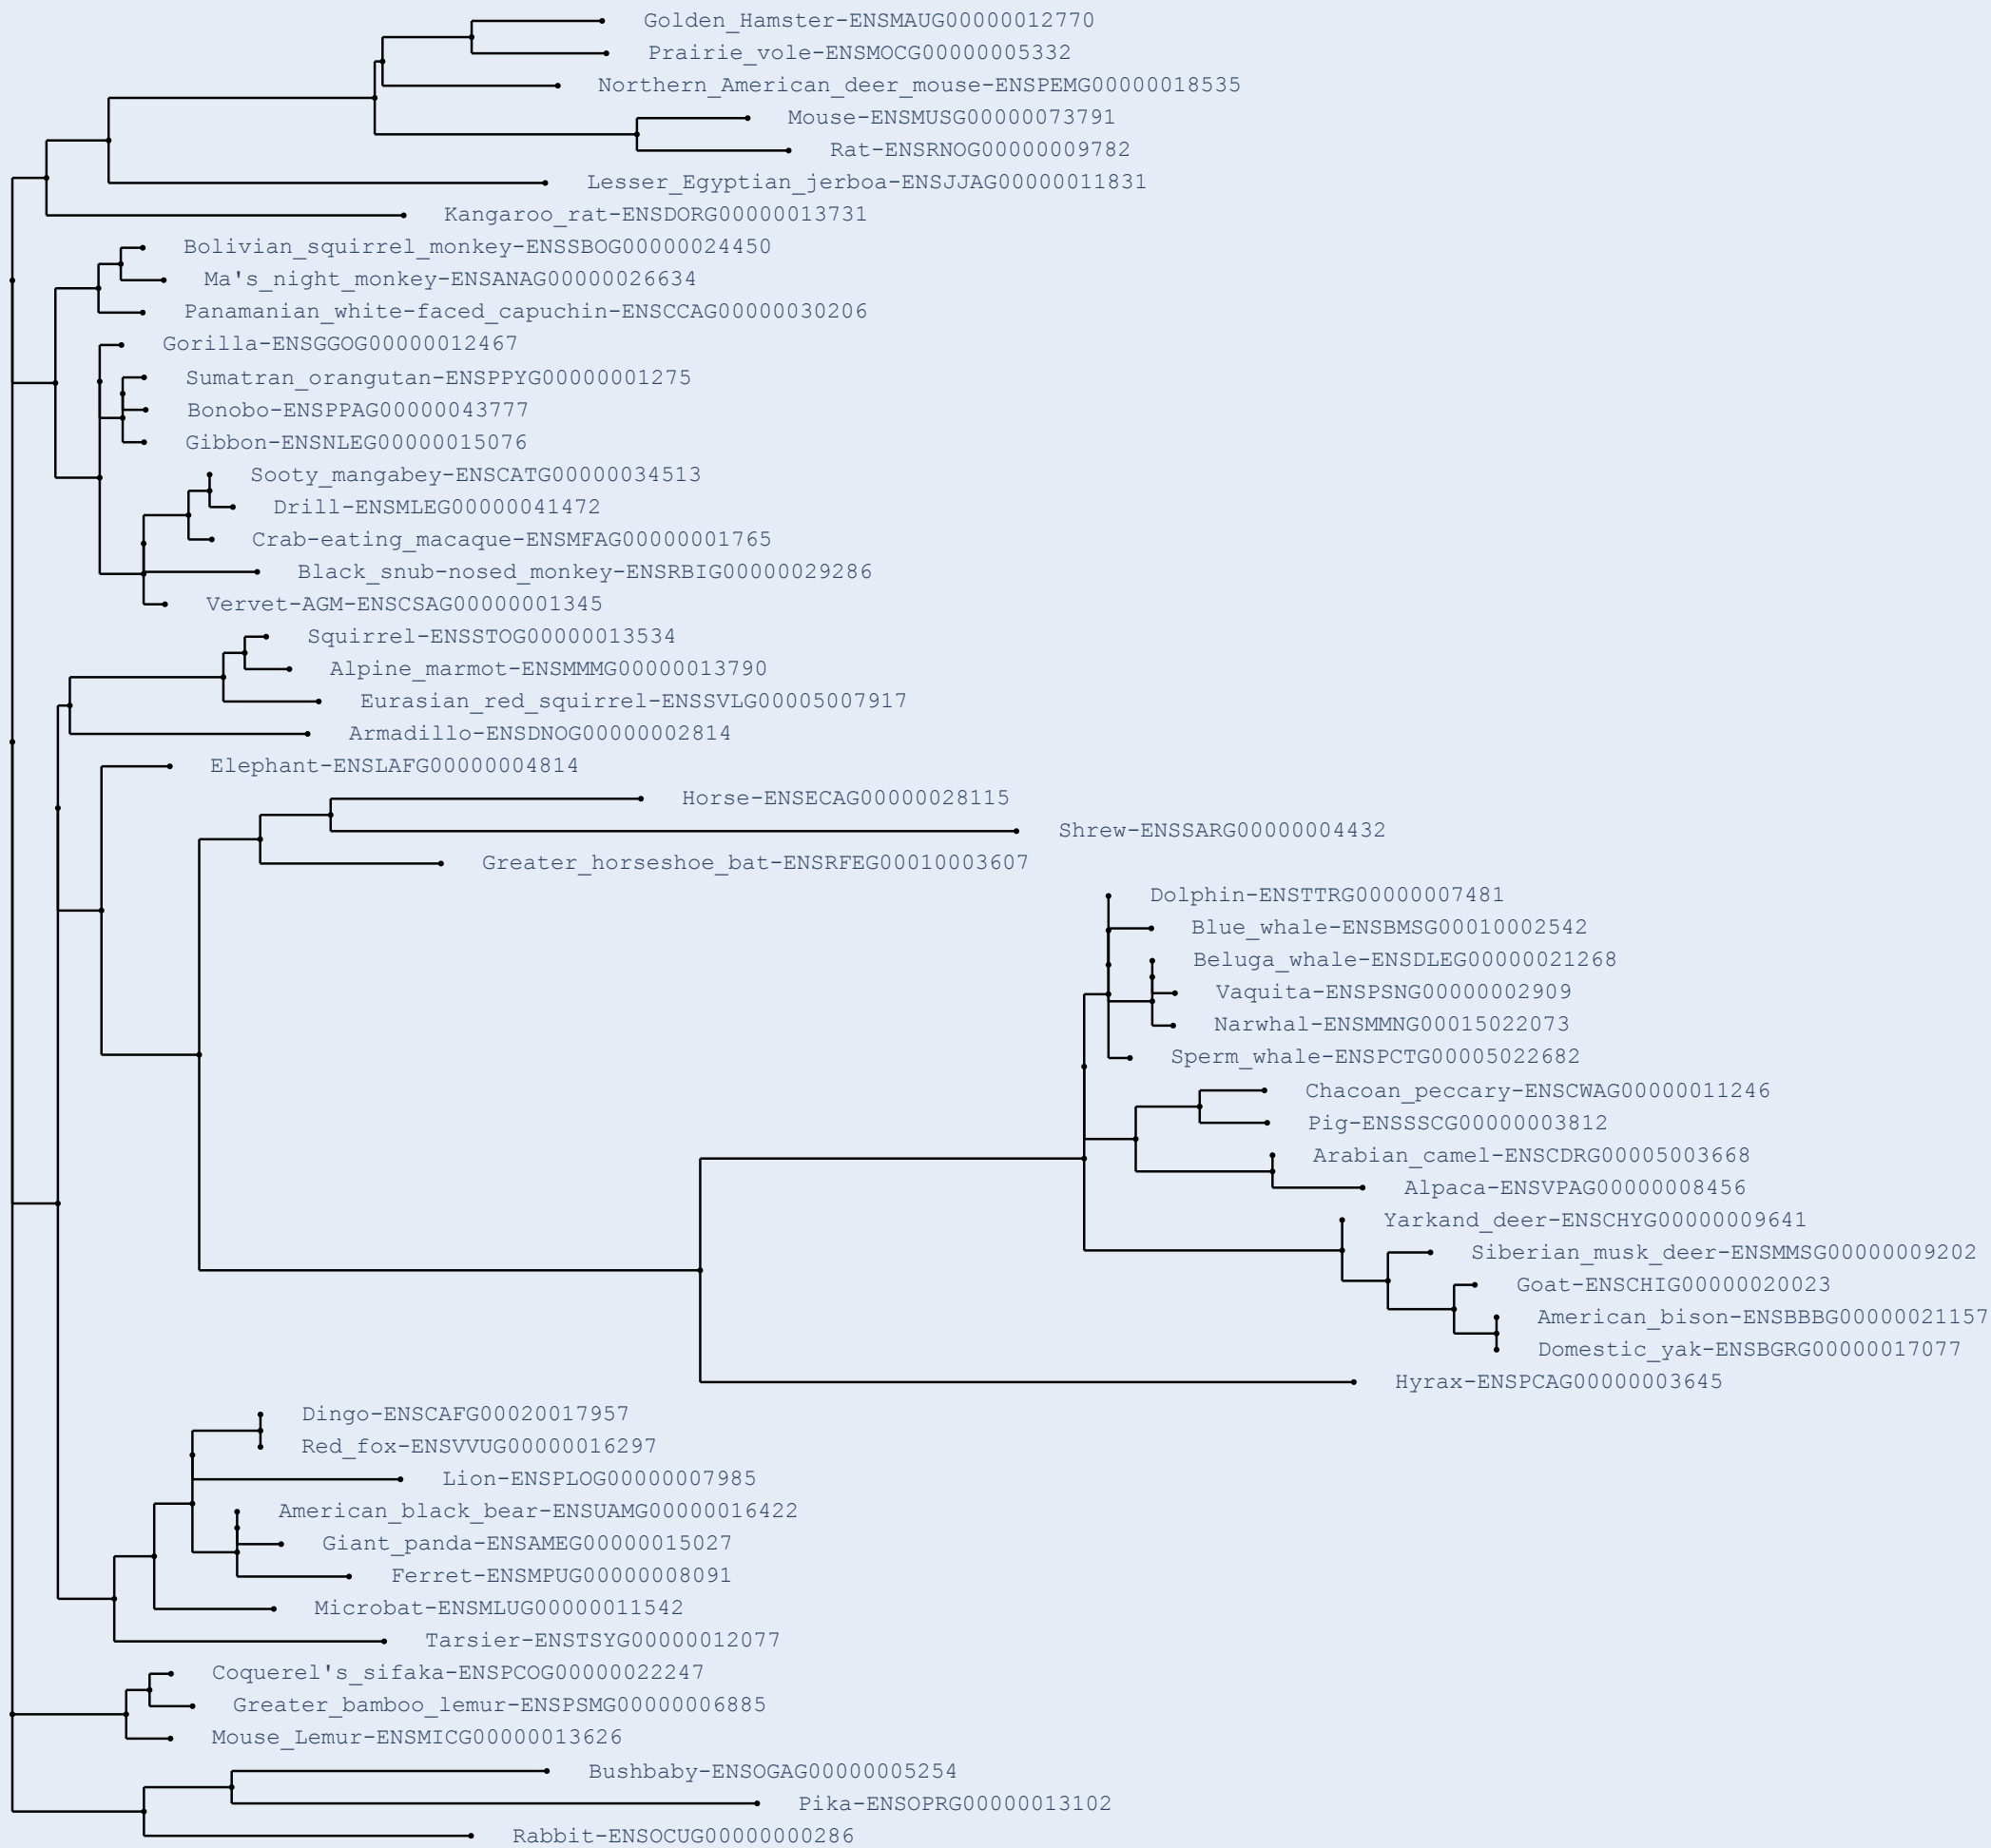 Golden_Hamster-ENSMAUG00000012770
Prairie_vole-ENSMOCG00000005332
Northern_American_deer_mouse-ENSPEMG00000018535
Mouse-ENSMUSG00000073791
Rat-ENSRNOG00000009782
Lesser_Egyptian_jerboa-ENSJJAG00000011831
Kangaroo_rat-ENSDORG00000013731
Bolivian_squirrel_monkey-ENSSBOG00000024450
Ma's_night_monkey-ENSANAG00000026634
Panamanian_white-faced_capuchin-ENSCCAG00000030206
Gorilla-ENSGGOG00000012467
Sumatran_orangutan-ENSPPYG00000001275
Bonobo-ENSPPAG00000043777
Gibbon-ENSNLEG00000015076
Sooty_mangabey-ENSCATG00000034513
Drill-ENSMLEG00000041472
Crab-eating_macaque-ENSMFAG00000001765
Black_snub-nosed_monkey-ENSRBIG00000029286
Vervet-AGM-ENSCSAG00000001345
Squirrel-ENSSTOG00000013534
Alpine_marmot-ENSMMMG00000013790
Eurasian_red_squirrel-ENSSVLG00005007917
Armadillo-ENSDNOG00000002814
Elephant-ENSLAFG00000004814
Horse-ENSECAG00000028115
Shrew-ENSSARG00000004432
Greater_horseshoe_bat-ENSRFEG00010003607
Dolphin-ENSTTRG00000007481
Blue_whale-ENSBMSG00010002542
Beluga_whale-ENSDLEG00000021268
Vaquita-ENSPSNG00000002909
Narwhal-ENSMMNG00015022073
Sperm_whale-ENSPCTG00005022682
Chacoan_peccary-ENSCWAG00000011246
Pig-ENSSSCG00000003812
Arabian_camel-ENSCDRG00005003668
Alpaca-ENSVPAG00000008456
Yarkand_deer-ENSCHYG00000009641
Siberian_musk_deer-ENSMMSG00000009202
Goat-ENSCHIG00000020023
American_bison-ENSBBBG00000021157
Domestic_yak-ENSBGRG00000017077
Hyrax-ENSPCAG00000003645
Dingo-ENSCAFG00020017957
Red_fox-ENSVVUG00000016297
Lion-ENSPLOG00000007985
American_black_bear-ENSUAMG00000016422
Giant_panda-ENSAMEG00000015027
Ferret-ENSMPUG00000008091
Microbat-ENSMLUG00000011542
Tarsier-ENSTSYG00000012077
Coquerel's_sifaka-ENSPCOG00000022247
Greater_bamboo_lemur-ENSPSMG00000006885
Mouse_Lemur-ENSMICG00000013626
Bushbaby-ENSOGAG00000005254
Pika-ENSOPRG00000013102
Rabbit-ENSOCUG00000000286